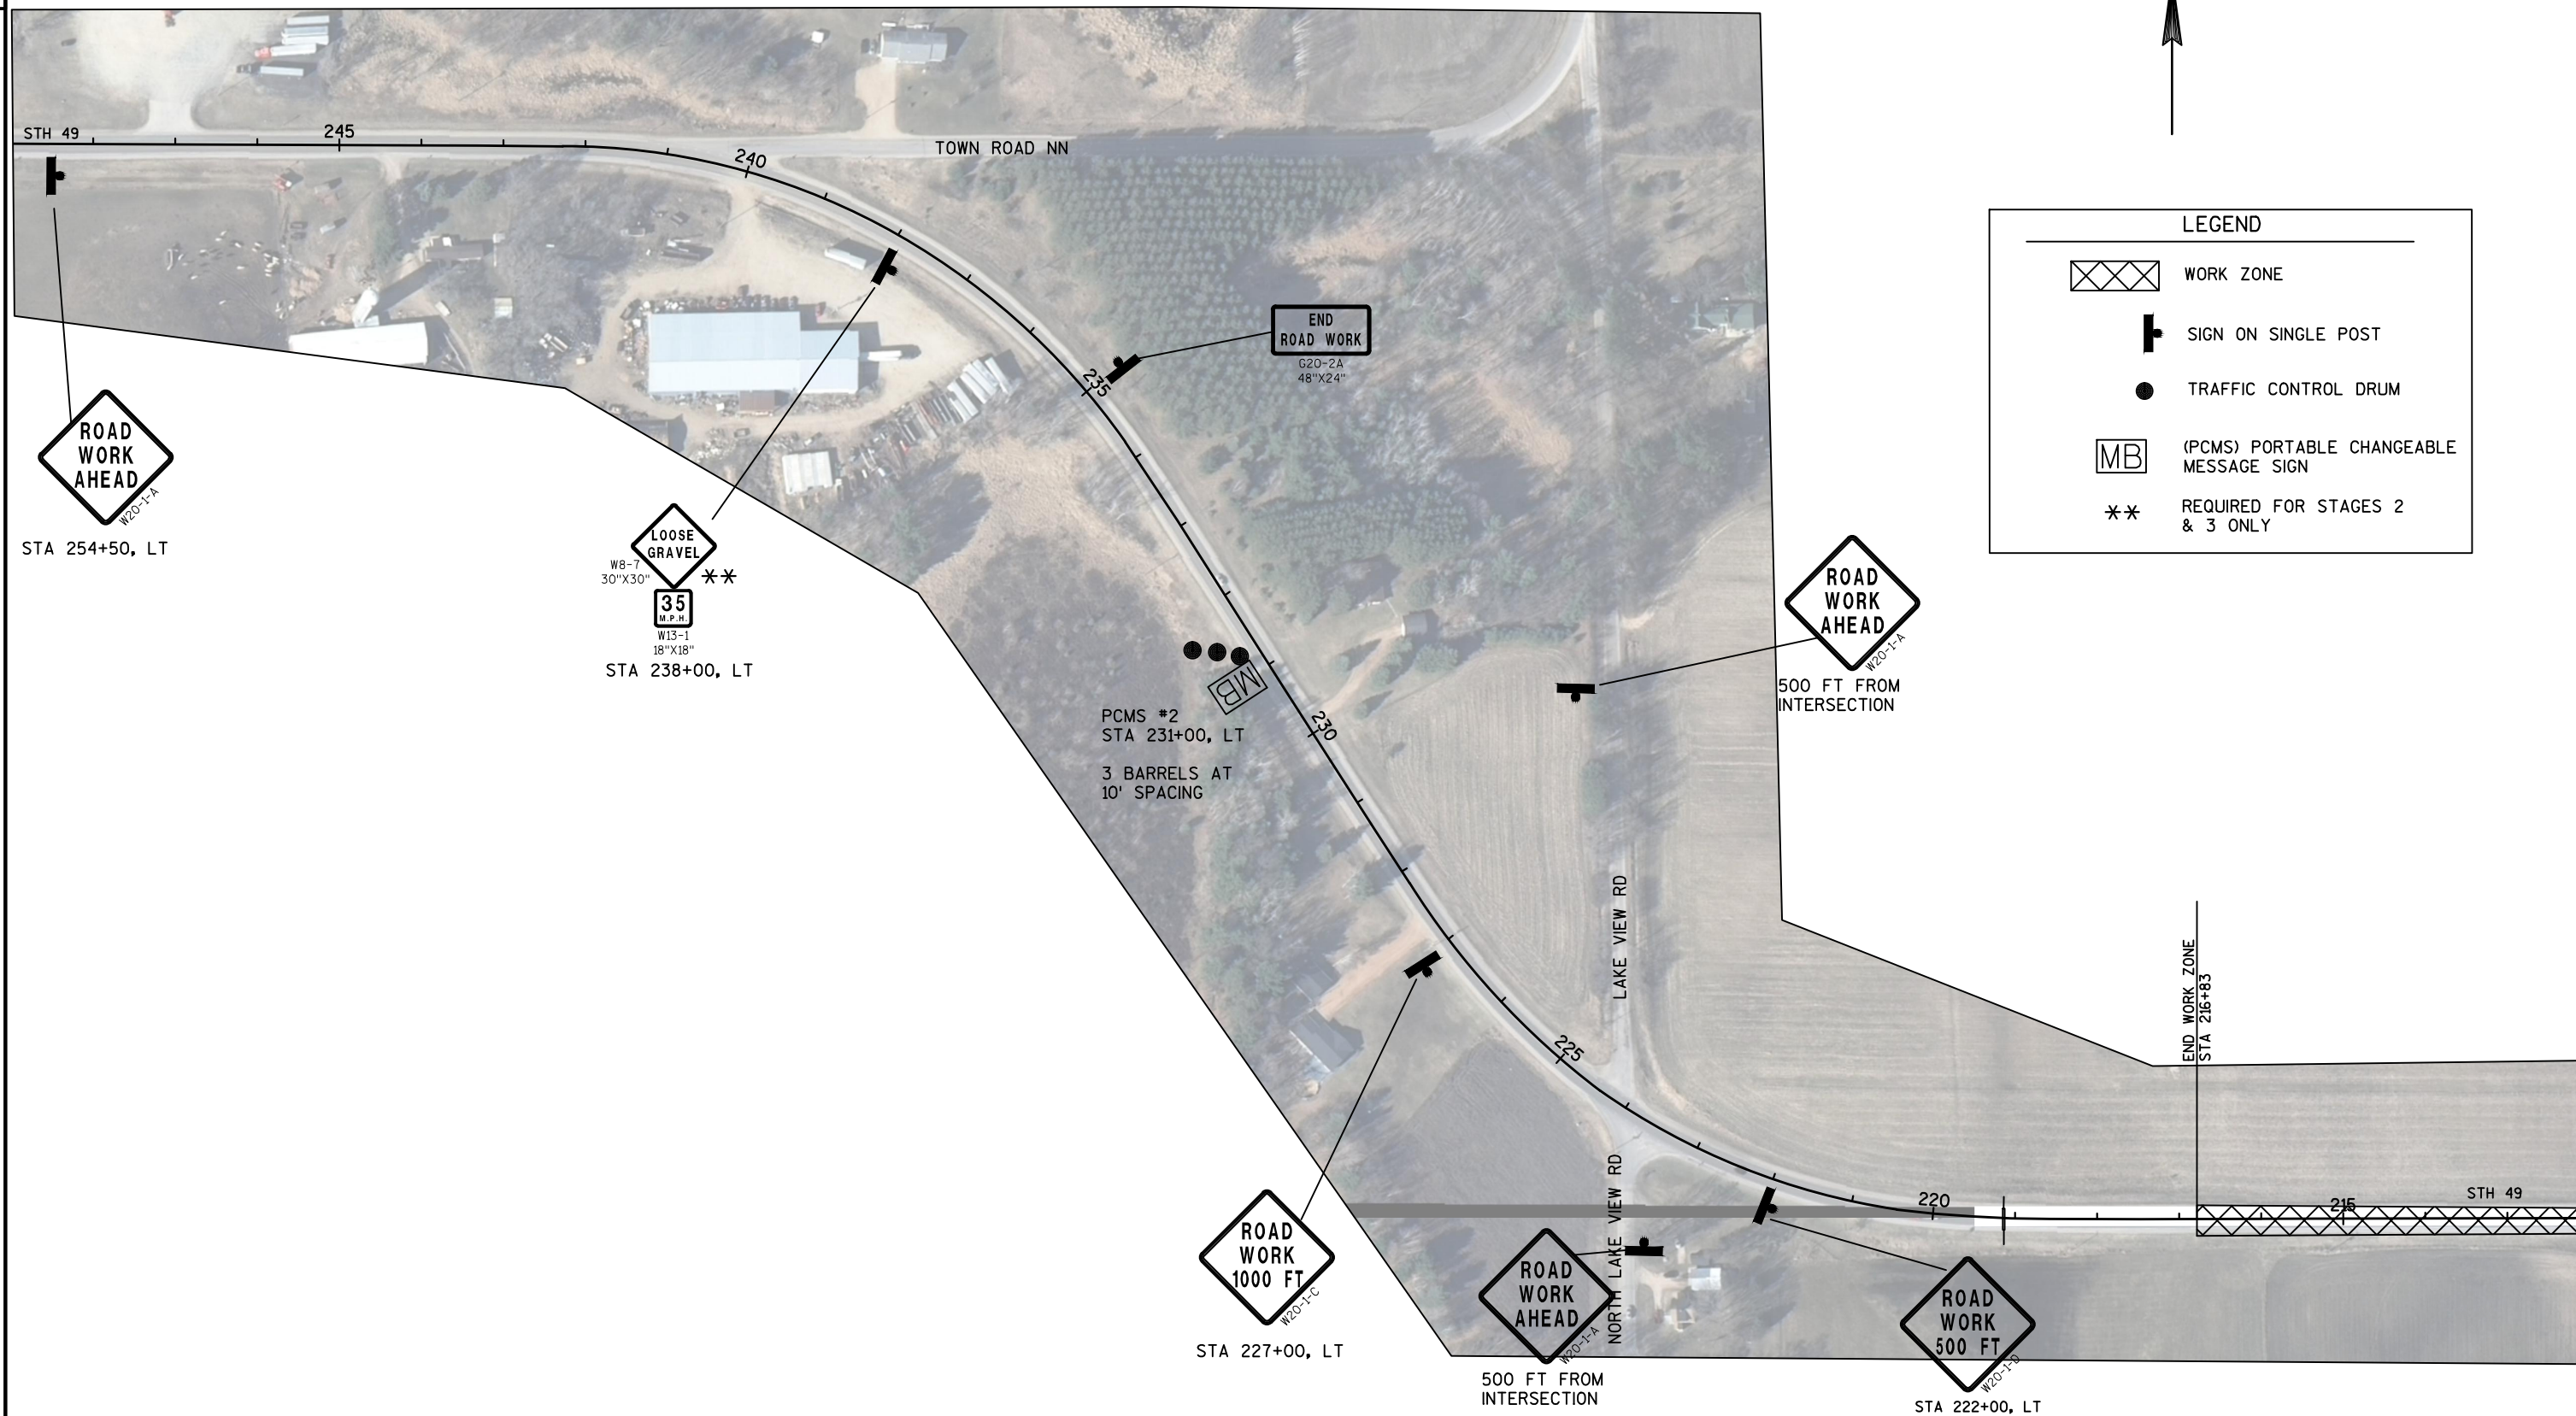 STH 49
245
240
TOWN ROAD NN
LEGEND
WORK ZONE
SIGN ON SINGLE POST
TRAFFIC CONTROL DRUM
MB
(PCMS) PORTABLE CHANGEABLE
MESSAGE SIGN
**
REQUIRED FOR STAGES 2
& 3 ONLY
END
ROAD WORK
G20-2A
48"X24"
235
ROAD
WORK
AHEAD
W20-1-A
STA 254+50, LT
LOOSE
GRAVEL
W8-7
30"X30"
**
35
M.P.H.
W13-1
18"X18"
STA 238+00, LT
ROAD
WORK
AHEAD
W20-1-A
500 FT FROM
INTERSECTION
MB
PCMS #2
STA 231+00, LT
3 BARRELS AT
10' SPACING
230
LAKE VIEW RD
225
END WORK ZONE
STA 216+83
220
215
STH 49
NORTH LAKE VIEW RD
ROAD
WORK
1000 FT
W20-1-C
STA 227+00, LT
ROAD
WORK
AHEAD
W20-1-A
500 FT FROM
INTERSECTION
ROAD
WORK
500 FT
W20-1-D
STA 222+00, LT